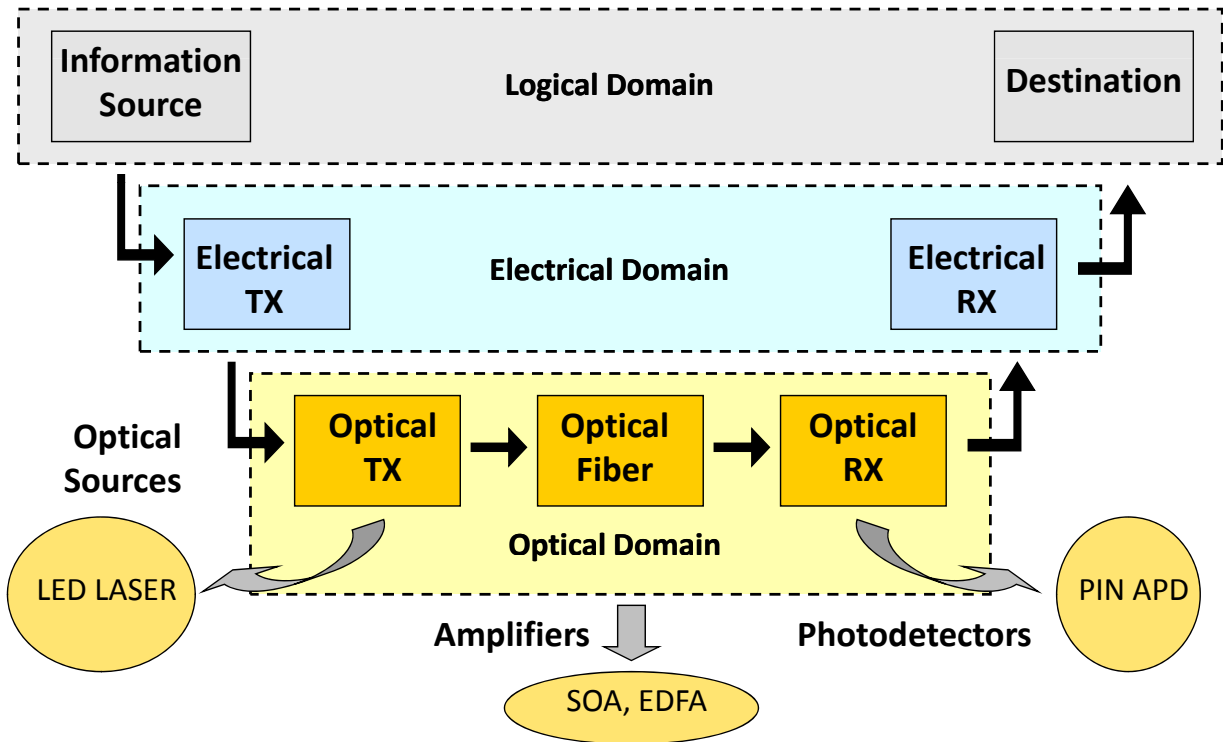 Information
Source
Logical Domain
Destination
Electrical
TX
Electrical Domain
Electrical
RX
Optical
Sources
Optical
TX
Optical
Fiber
Optical
RX
Optical Domain
LED LASER
PIN APD
Amplifiers
Photodetectors
SOA, EDFA